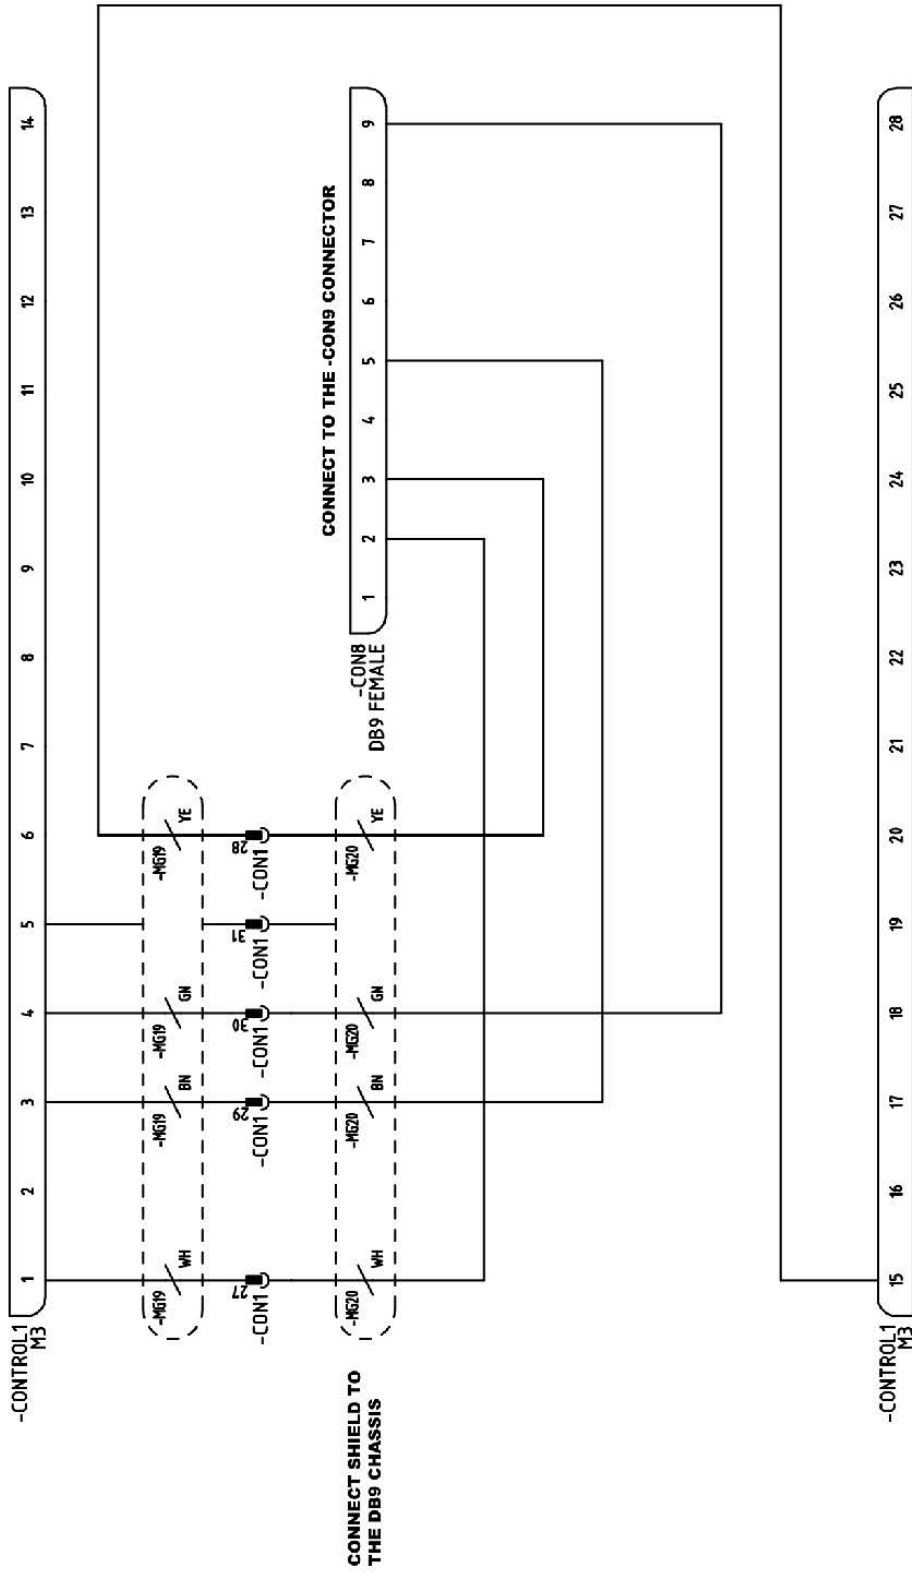 -CONTROL1
M3
1 2 3 4 5 6 7 8 9 10 11 12 13 14
-MG19 -MG19 -MG19 -MG19
WH BN GN YE
27 29 30 31 28
-CON1 -CON1 -CON1 -CON1 -CON1
CONNECT TO THE -CON9 CONNECTOR
CONNECT SHIELD TO
THE DB9 CHASSIS
-MG20 -MG20 -MG20 -MG20
WH BN GN YE
-CON8
DB9 FEMALE
1 2 3 4 5 6 7 8 9
-CONTROL1
M3
15 16 17 18 19 20 21 22 23 24 25 26 27 28